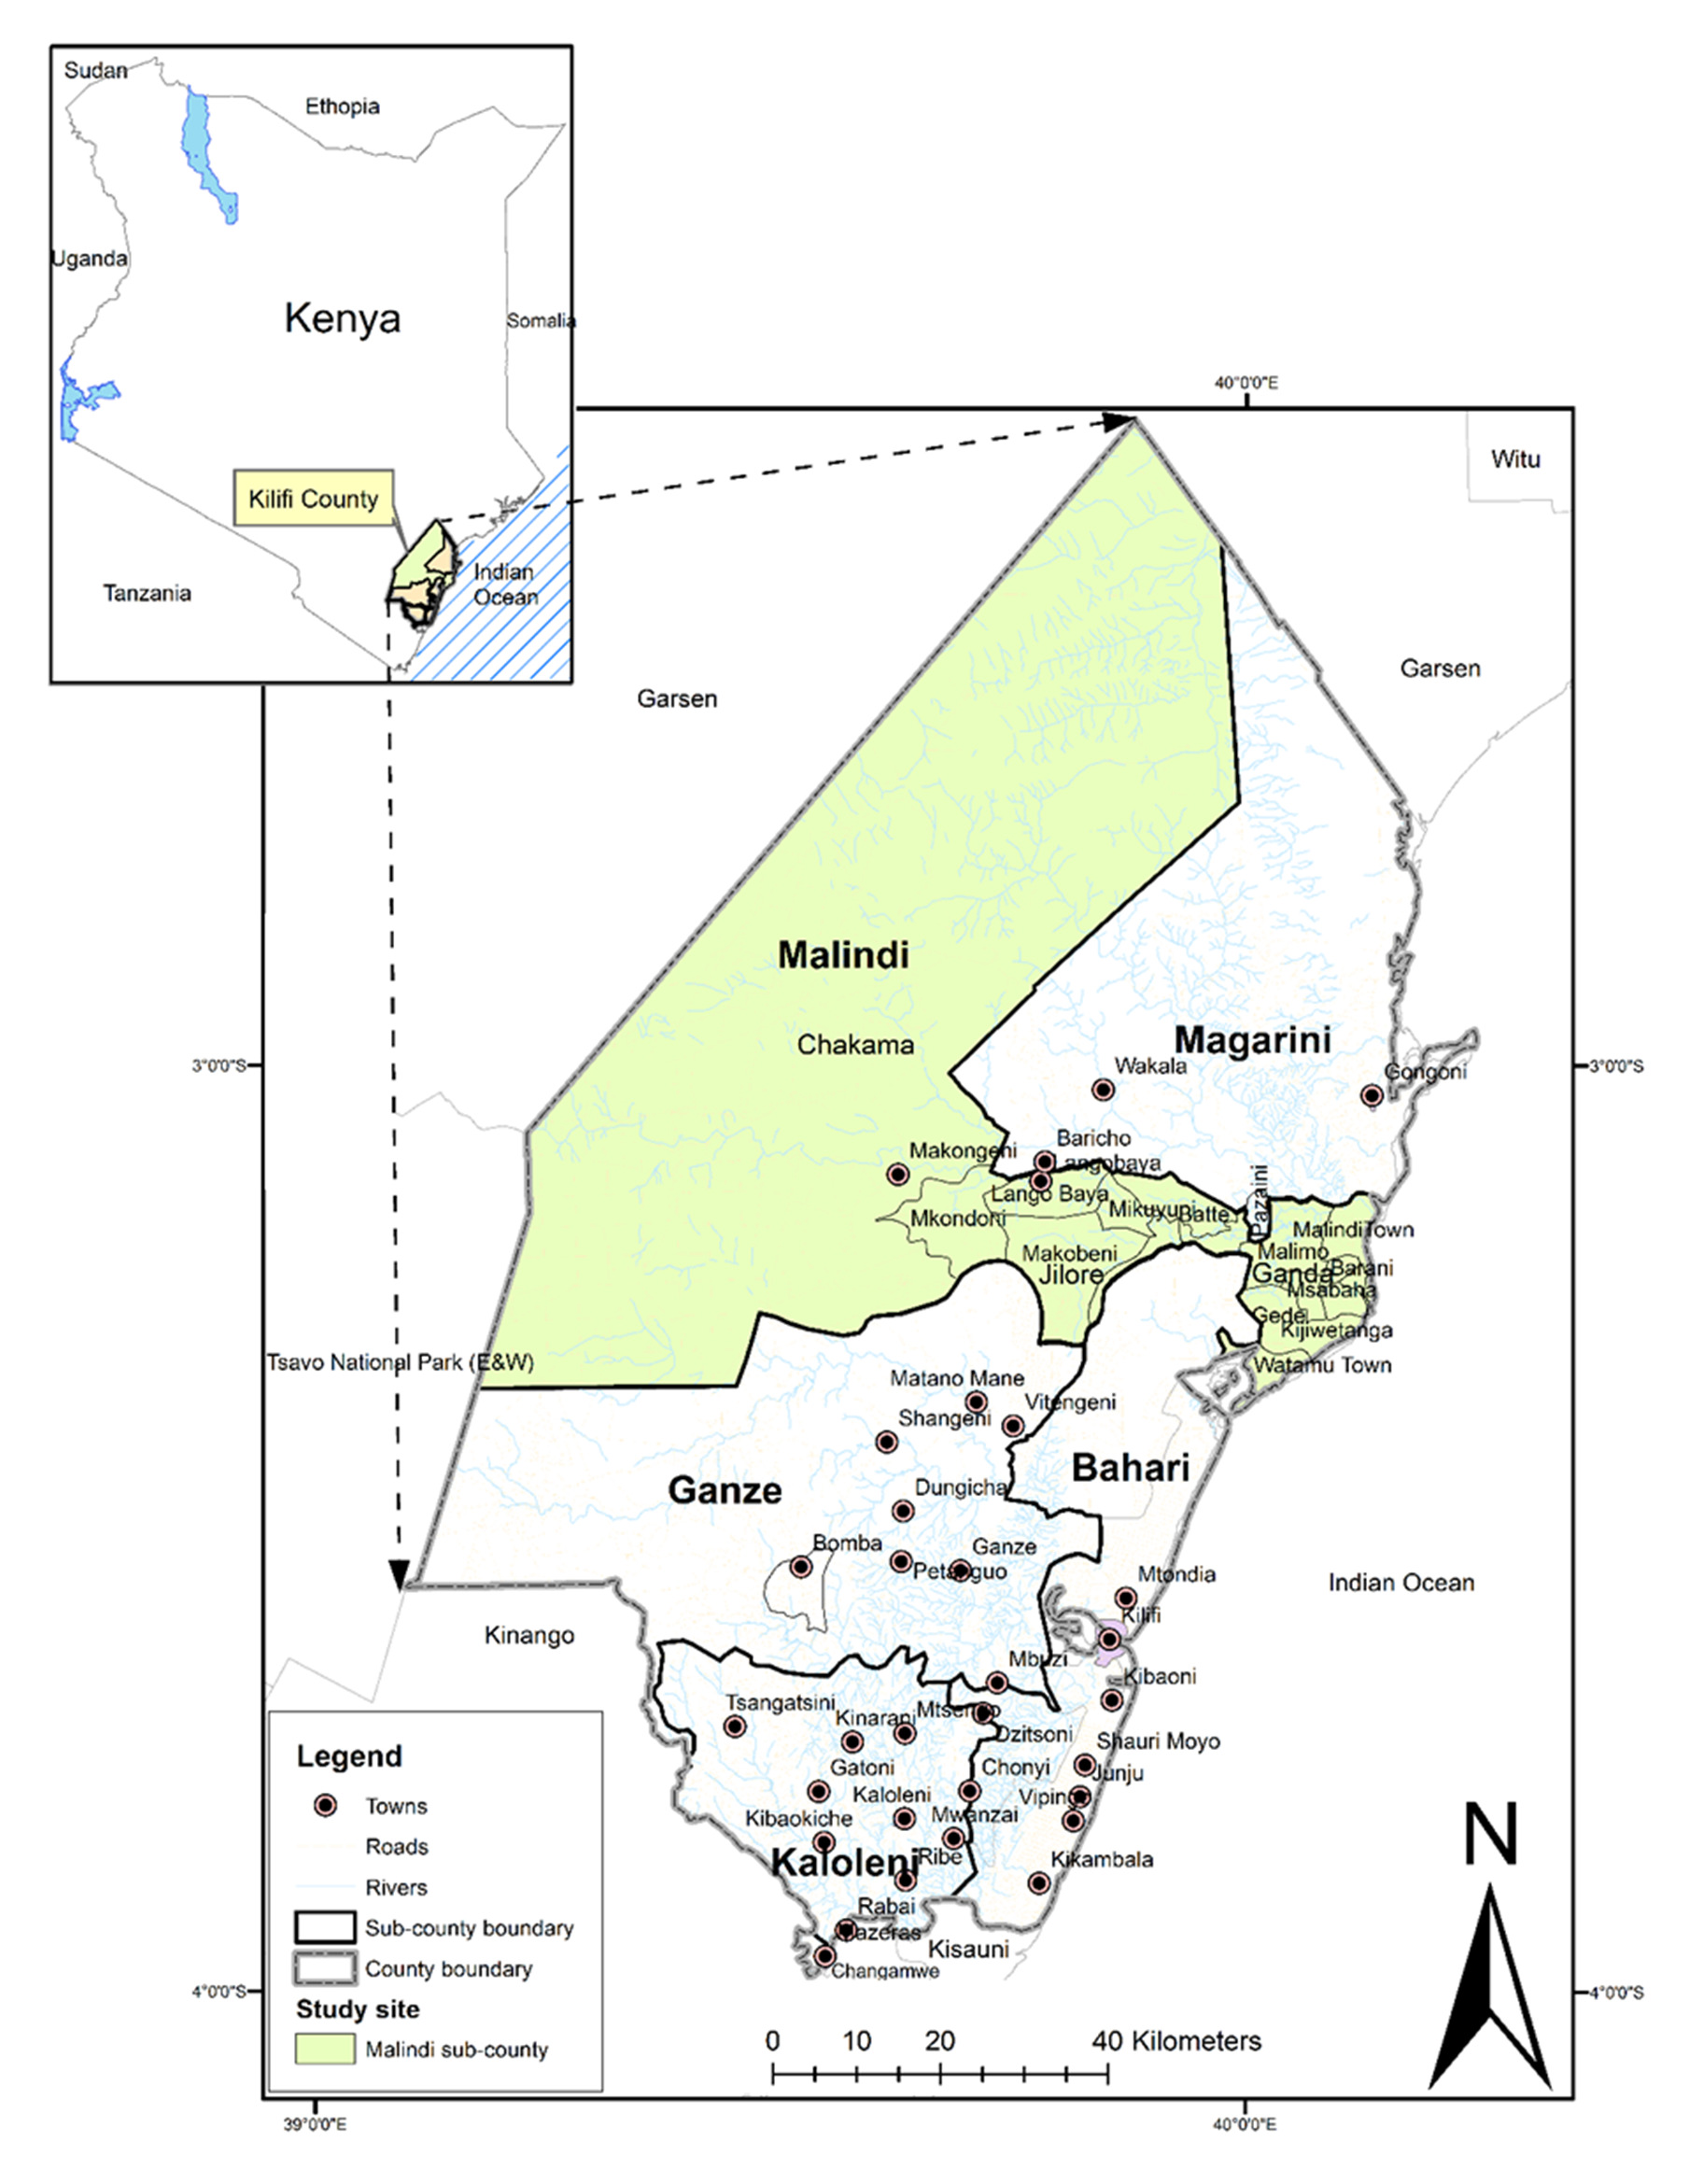 Sudan
Ethopia
Uganda
Kenya
Somalia
Kilifi County
Tanzania
Indian
Ocean
40°0'0"E
Witu
Garsen
Garsen
Malindi
Chakama
Magarini
Wakala
Gongoni
3°0'0"S
3°0'0"S
Baricho
Makongeni
Langobaya
Lango Baya
Pazaini
Mkondoni
Mikuyuni
Batte
MalindiTown
Makobeni
Malimo
Jilore
Ganda
Barani
Msabaha
Gede
Kijiwetanga
Tsavo National Park (E&W)
Watamu Town
Matano Mane
Vitengeni
Shangeni
Bahari
Ganze
Dungicha
Bomba
Ganze
Petanguo
Mtondia
Indian Ocean
Kilifi
Kinango
Mbuzi
Kibaoni
Tsangatsini
Kinarani
Dzitsoni
Shauri Moyo
Gatoni
Chonyi
Junju
Kaloleni
Viping
Kibaokiche
Mwanzai
Kaloleni
Ribe
Kikambala
Rabai
azeras
Kisauni
Changamwe
N
Legend
Towns
Roads
Rivers
Sub-county boundary
County boundary
Study site
Malindi sub-county
4°0'0"S
4°0'0"S
0 10 20 40 Kilometers
39°0'0"E
40°0'0"E